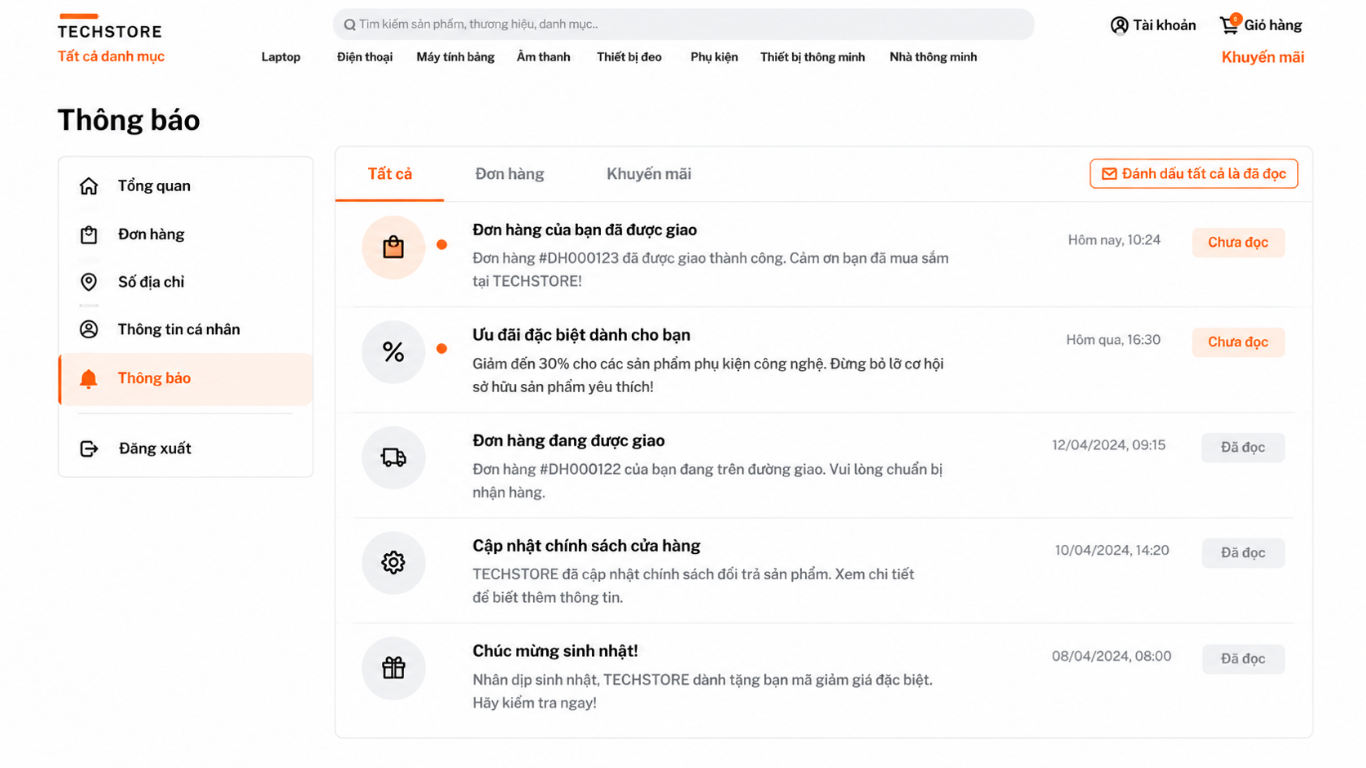 TECHSTORE
Tìm kiếm sản phẩm, thương hiệu, danh mục..
Tài khoản
0
Giỏ hàng
Tất cả danh mục
Laptop
Điện thoại
Máy tính bảng
Âm thanh
Thiết bị đeo
Phụ kiện
Thiết bị thông minh
Nhà thông minh
Khuyến mãi
Thông báo
Tổng quan
Đơn hàng
Số địa chỉ
Thông tin cá nhân
Thông báo
Đăng xuất
Tất cả
Đơn hàng
Khuyến mãi
Đánh dấu tất cả là đã đọc
Đơn hàng của bạn đã được giao
Đơn hàng #DH000123 đã được giao thành công. Cảm ơn bạn đã mua sắm
tại TECHSTORE!
Hôm nay, 10:24
Chưa đọc
%
Ưu đãi đặc biệt dành cho bạn
Giảm đến 30% cho các sản phẩm phụ kiện công nghệ. Đừng bỏ lỡ cơ hội
sở hữu sản phẩm yêu thích!
Hôm qua, 16:30
Chưa đọc
Đơn hàng đang được giao
Đơn hàng #DH000122 của bạn đang trên đường giao. Vui lòng chuẩn bị
nhận hàng.
12/04/2024, 09:15
Đã đọc
Cập nhật chính sách cửa hàng
TECHSTORE đã cập nhật chính sách đổi trả sản phẩm. Xem chi tiết
để biết thêm thông tin.
10/04/2024, 14:20
Đã đọc
Chúc mừng sinh nhật!
Nhân dịp sinh nhật, TECHSTORE dành tặng bạn mã giảm giá đặc biệt.
Hãy kiểm tra ngay!
08/04/2024, 08:00
Đã đọc